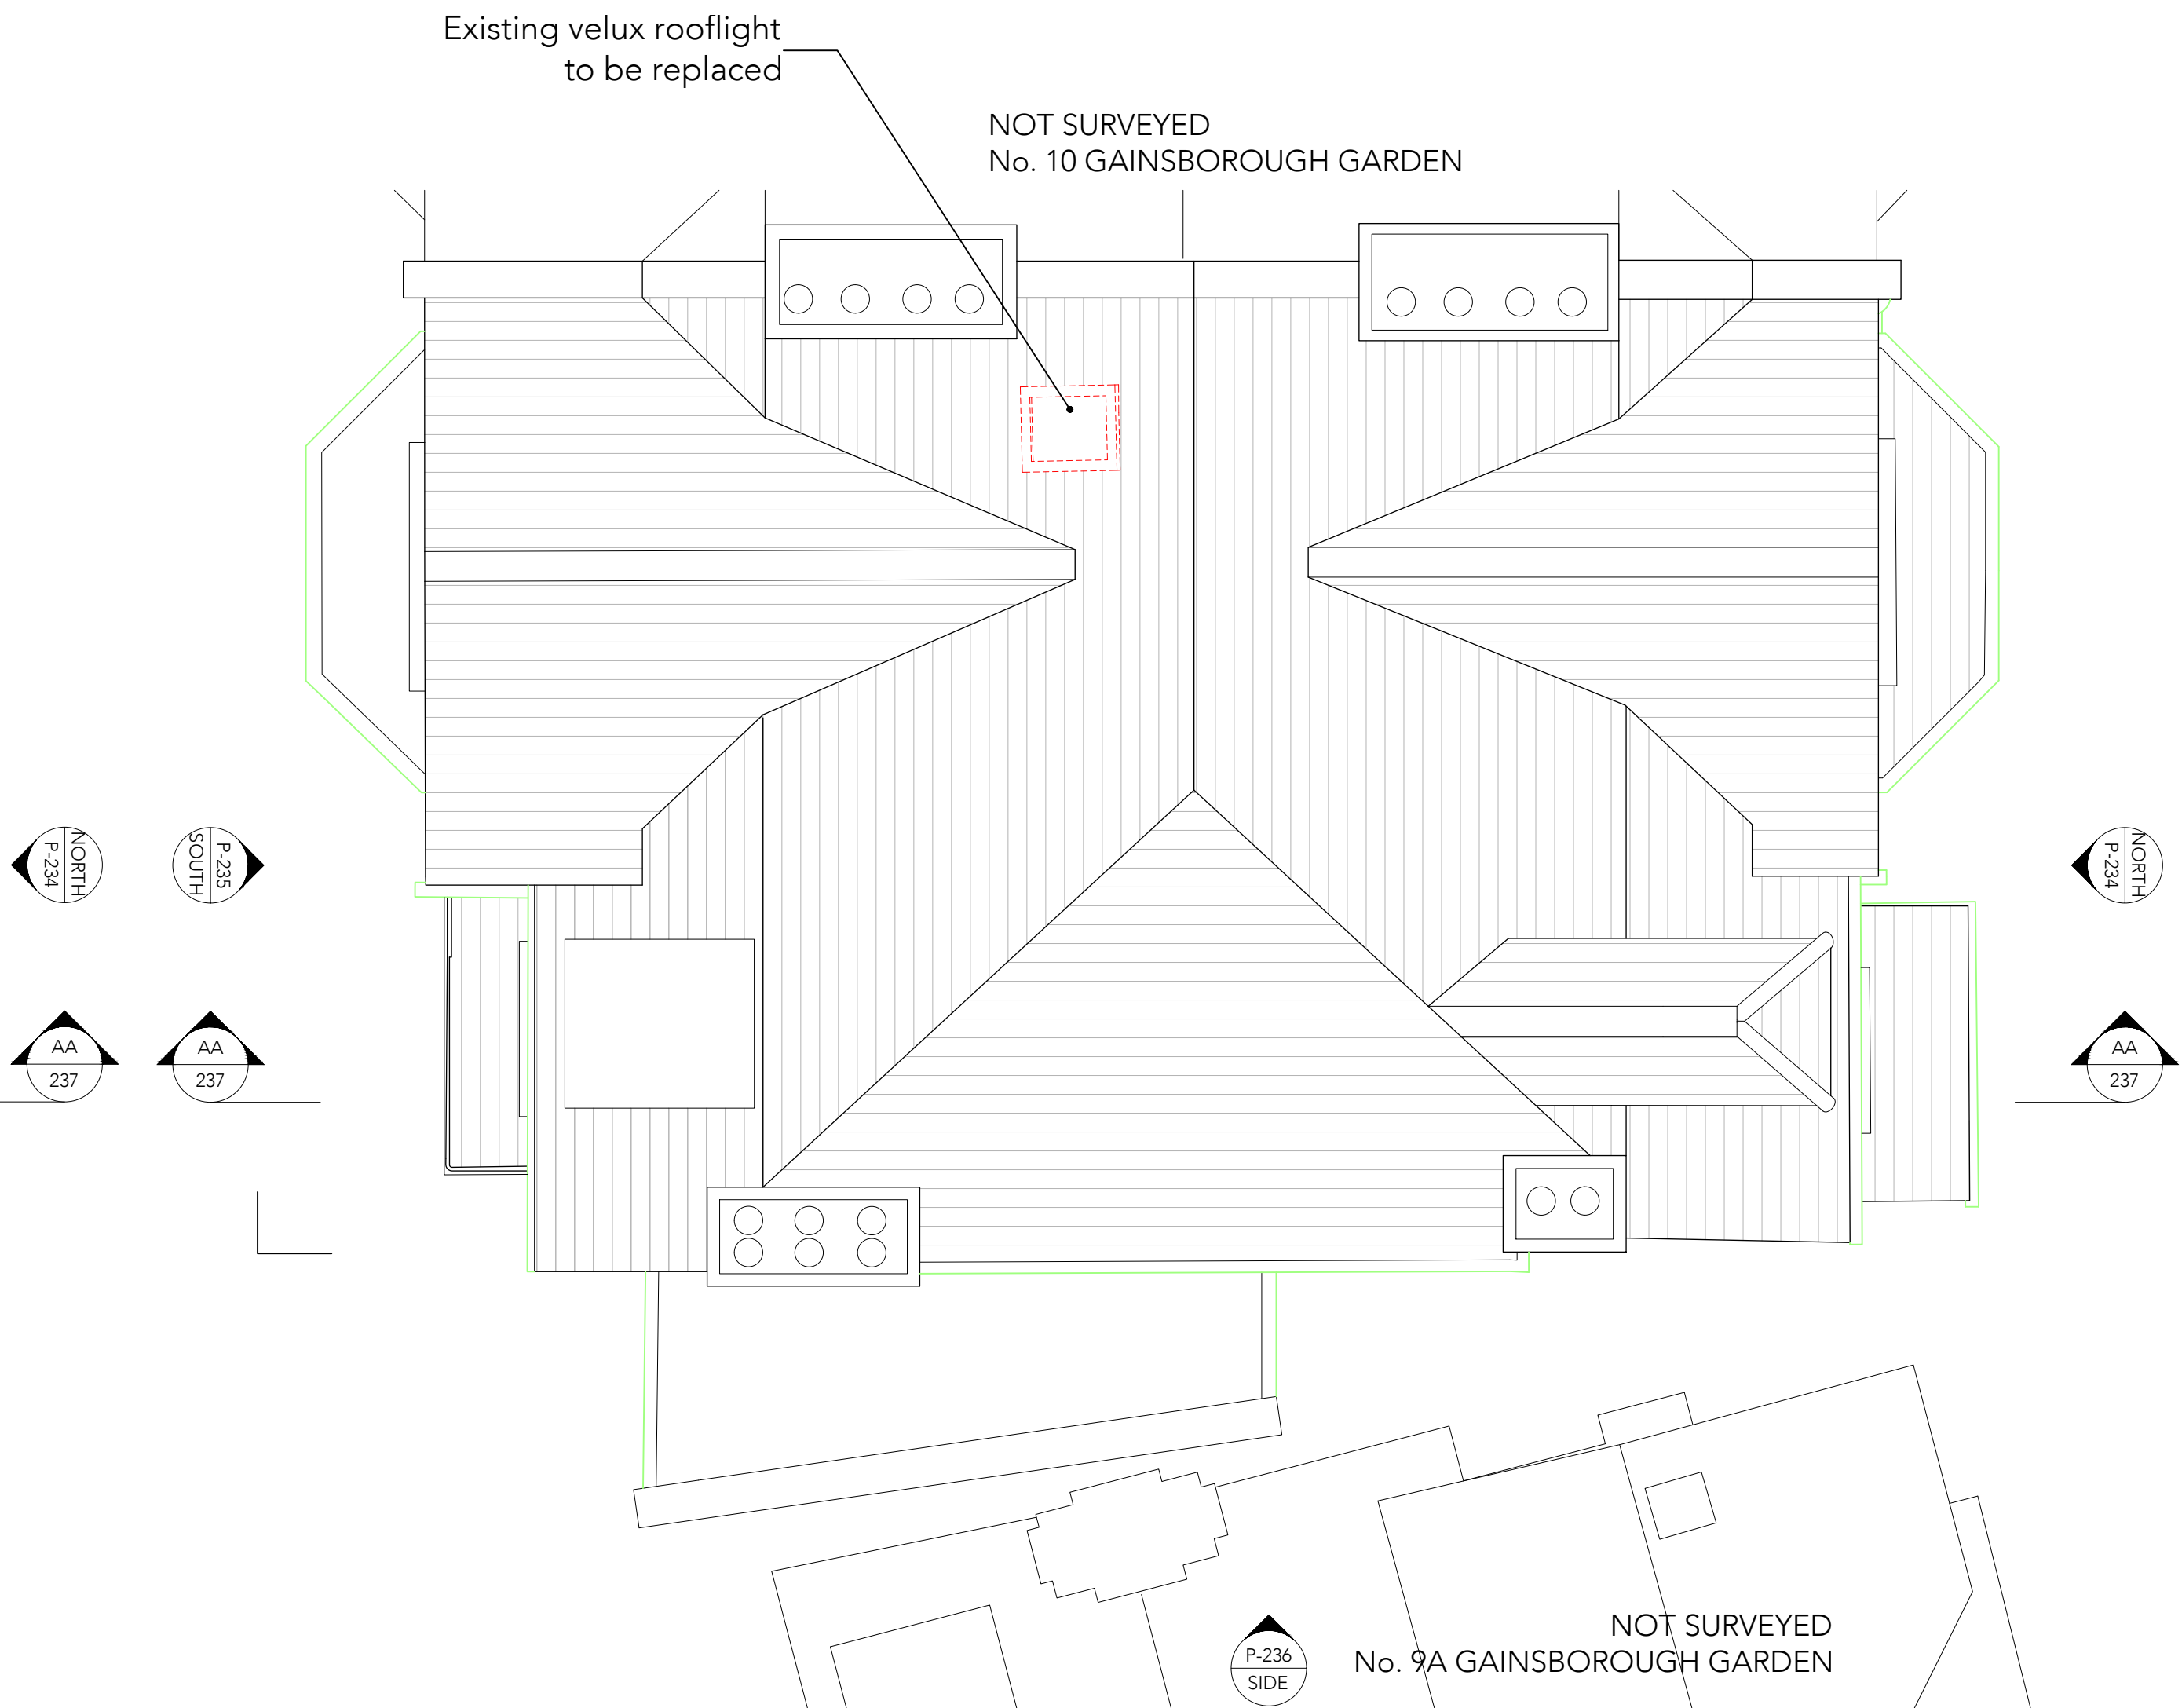 Existing velux rooflight
to be replaced
NOT SURVEYED
No. 10 GAINSBOROUGH GARDEN
NORTH
P-234
P-235
SOUTH
NORTH
P-234
AA
237
AA
237
AA
237
NOT SURVEYED
No. 9A GAINSBOROUGH GARDEN
P-236
SIDE